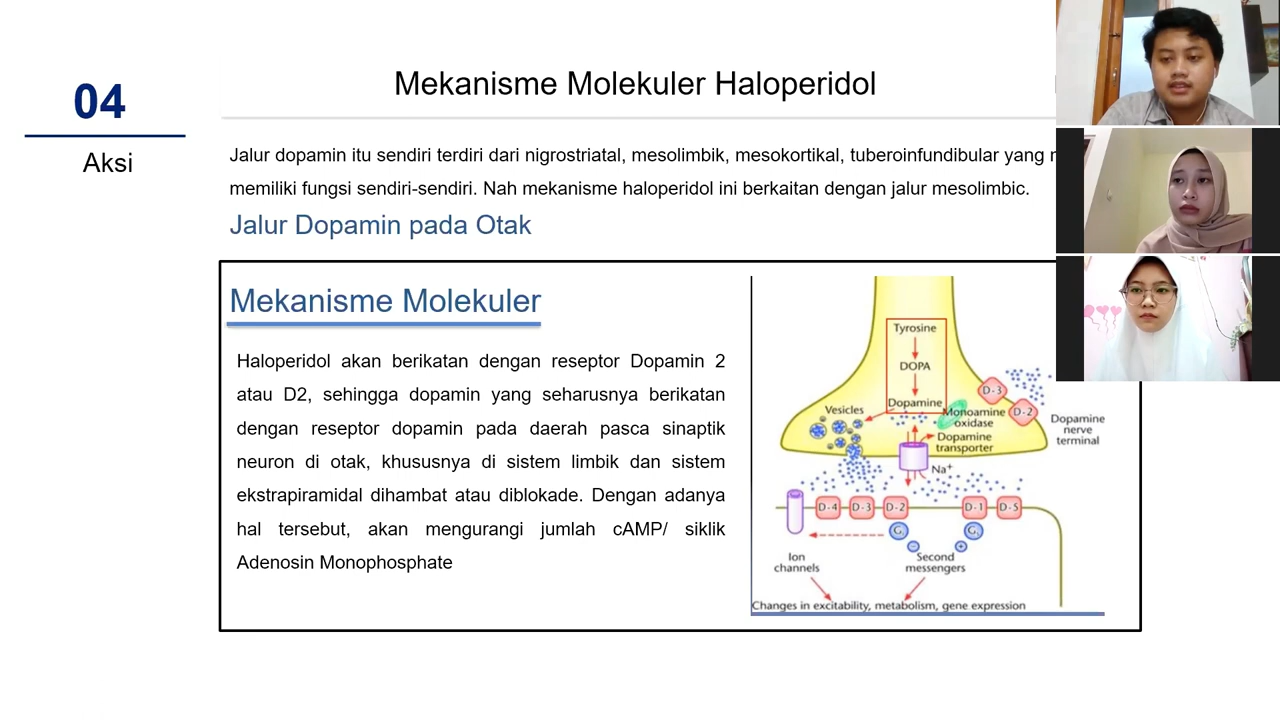 04
Aksi
Mekanisme Molekuler Haloperidol
Jalur dopamin itu sendiri terdiri dari nigrostriatal, mesolimbik, mesokortikal, tuberoinfundibular yang
memiliki fungsi sendiri-sendiri. Nah mekanisme haloperidol ini berkaitan dengan jalur mesolimbic.
Jalur Dopamin pada Otak
Mekanisme Molekuler
Haloperidol akan berikatan dengan reseptor Dopamin 2
atau D2, sehingga dopamin yang seharusnya berikatan
dengan reseptor dopamin pada daerah pasca sinaptik
neuron di otak, khususnya di sistem limbik dan sistem
ekstrapiramidal dihambat atau diblokade. Dengan adanya
hal tersebut, akan mengurangi jumlah cAMP/ siklik
Adenosin Monophosphate
Tyrosine
DOPA
Dopamine
Vesicles
Monoamine
oxidase
D-3
D-2
Dopamine
nerve
terminal
Dopamine
transporter
Na+
D-4 D-3 D-2 D-1 D-5
Ion
channels
Second
messengers
Changes in excitability, metabolism, gene expression